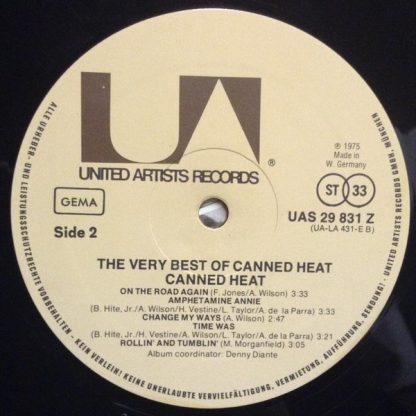 UA
UNITED ARTISTS RECORDS ®
℗ 1975
Made in
W. Germany
GEMA
ST 33
Side 2
UAS 29 831 Z
(UA-LA 431-E B)
THE VERY BEST OF CANNED HEAT
CANNED HEAT
ON THE ROAD AGAIN (F. Jones/A. Wilson) 3:33
AMPHETAMINE ANNIE
(B. Hite, Jr./A. Wilson/H. Vestine/L. Taylor/A. de la Parra) 3:33
CHANGE MY WAYS (A. Wilson) 2:47
TIME WAS
(B. Hite, Jr./H. Vestine/A. Wilson/L. Taylor/A. de la Parra) 3:21
ROLLIN' AND TUMBLIN' (M. Morganfield) 3:05
Album coordinator: Denny Diante
ALLE URHEBER- UND LEISTUNGSSCHUTZRECHTE VORBEHALTEN - KEIN VERLEIH! KEINE UNERLAUBTE VERVIELFÄLTIGUNG, VERMIETUNG, AUFFÜHRUNG, SENDUNG! - UNITED ARTISTS RECORDS GMBH, MÜNCHEN